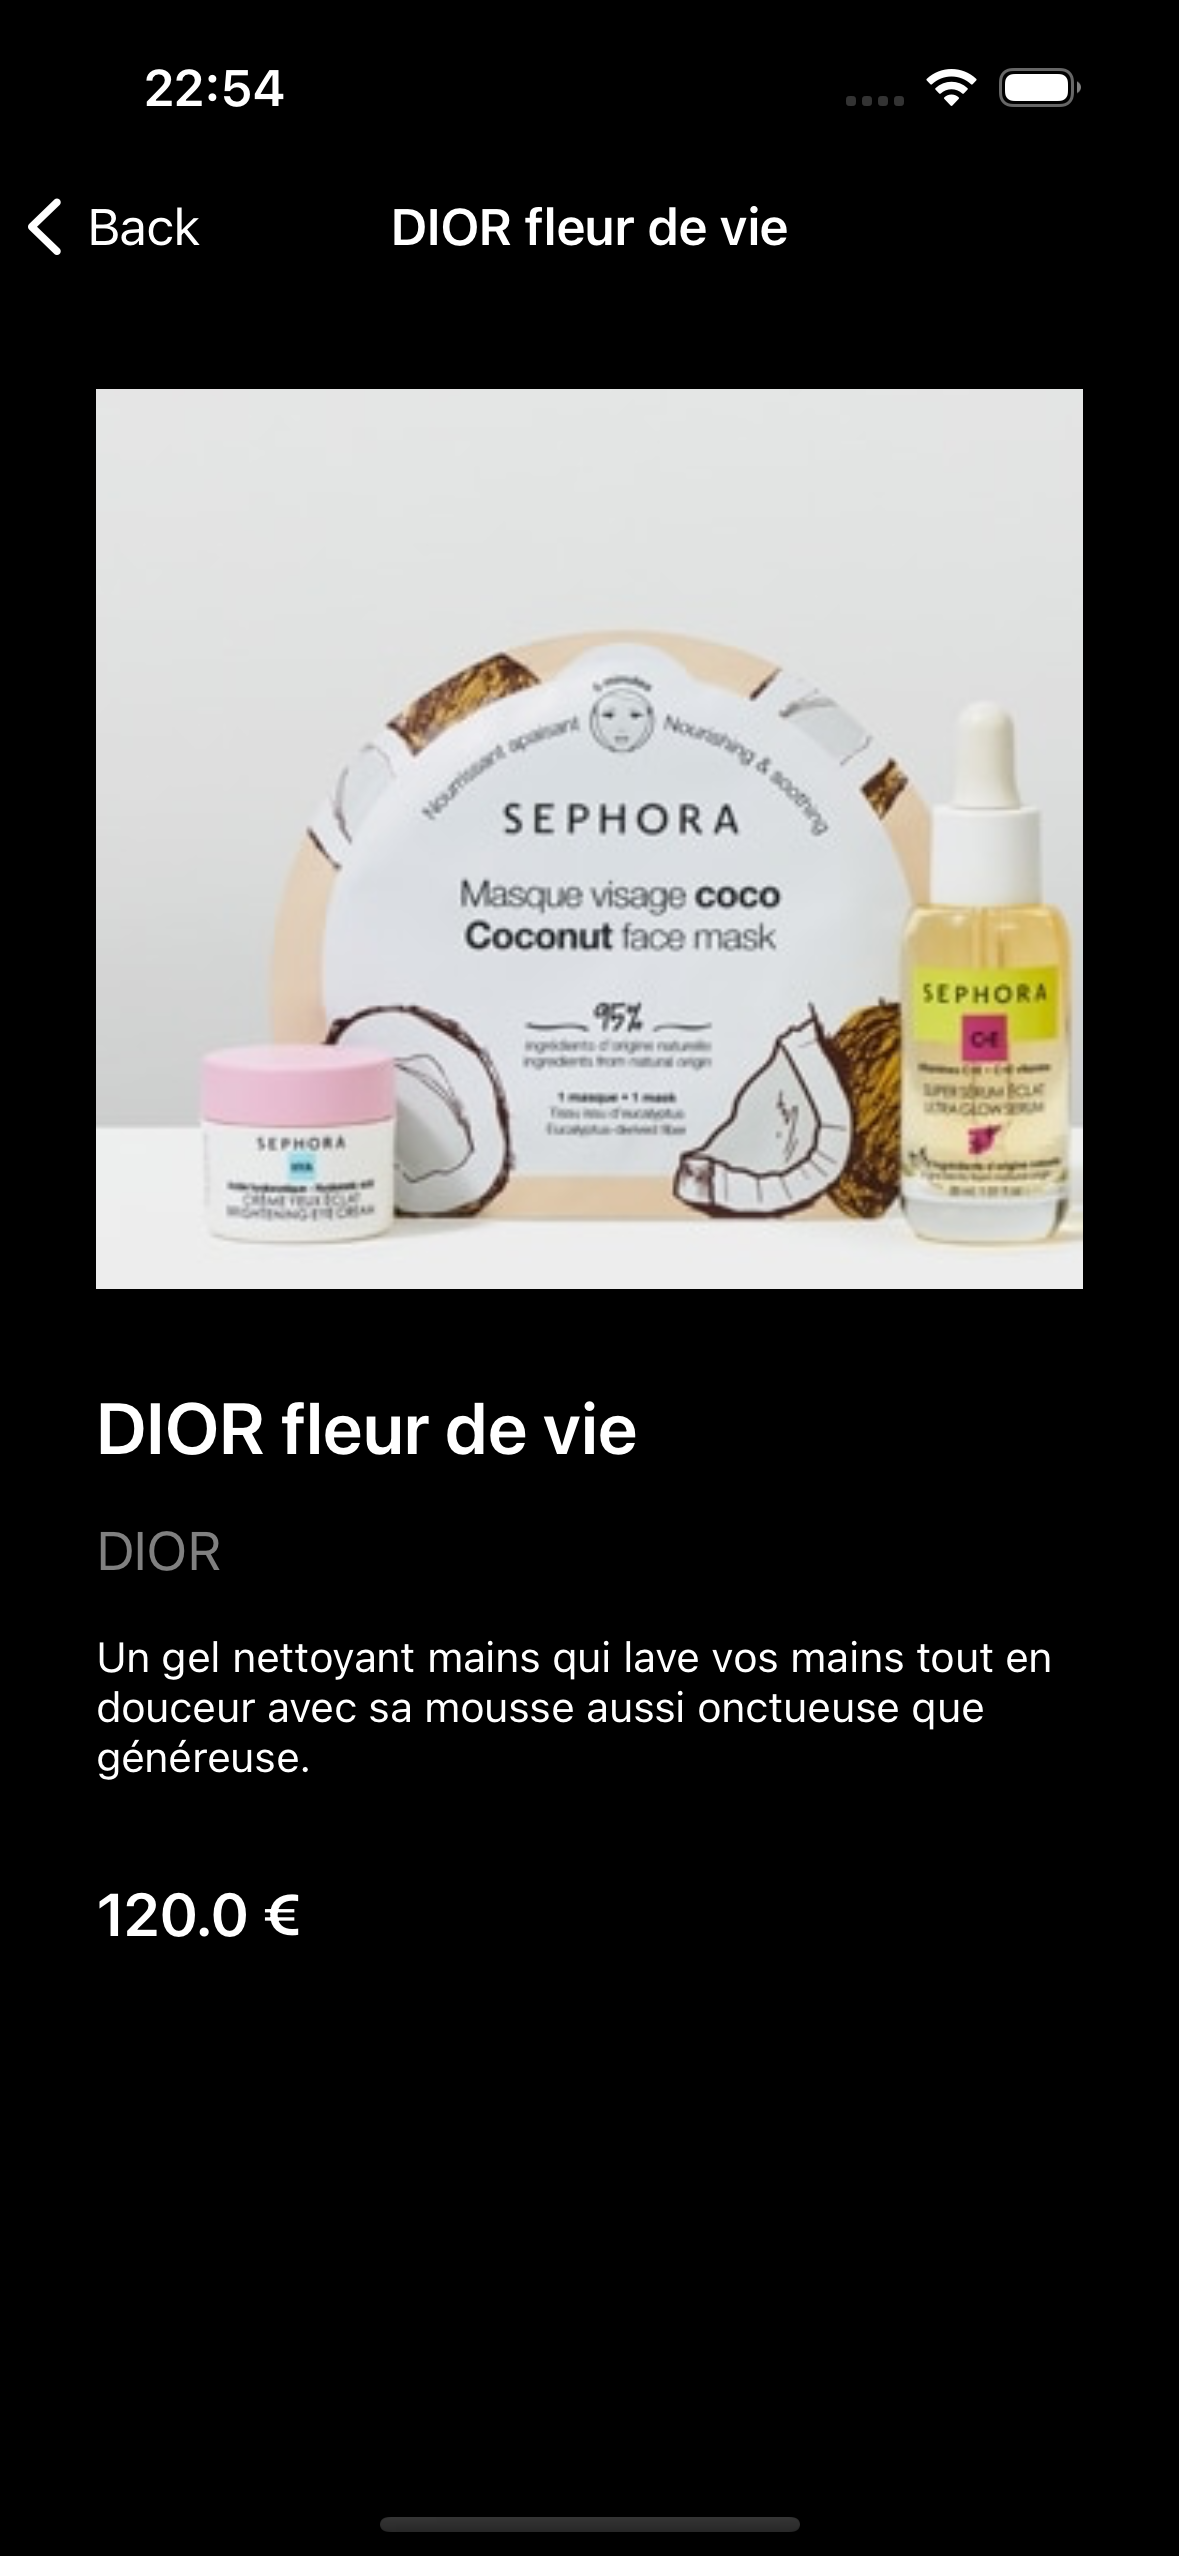 22:54
Back
DIOR fleur de vie
5 minutes
Nourrissant apaisant
Nourishing & soothing
SEPHORA
Masque visage coco
Coconut face mask
95%
ingrédients d'origine naturelle
ingredients from natural origin
1 masque • 1 mask
Tissu issu d'eucalyptus
Eucalyptus-derived fiber
SEPHORA
HYA
CRÈME YEUX ÉCLAT
BRIGHTENING EYE CREAM
SEPHORA
C+E
SUPER SÉRUM ÉCLAT
ULTRA GLOW SERUM
DIOR fleur de vie
DIOR
Un gel nettoyant mains qui lave vos mains tout en
douceur avec sa mousse aussi onctueuse que
généreuse.
120.0 €